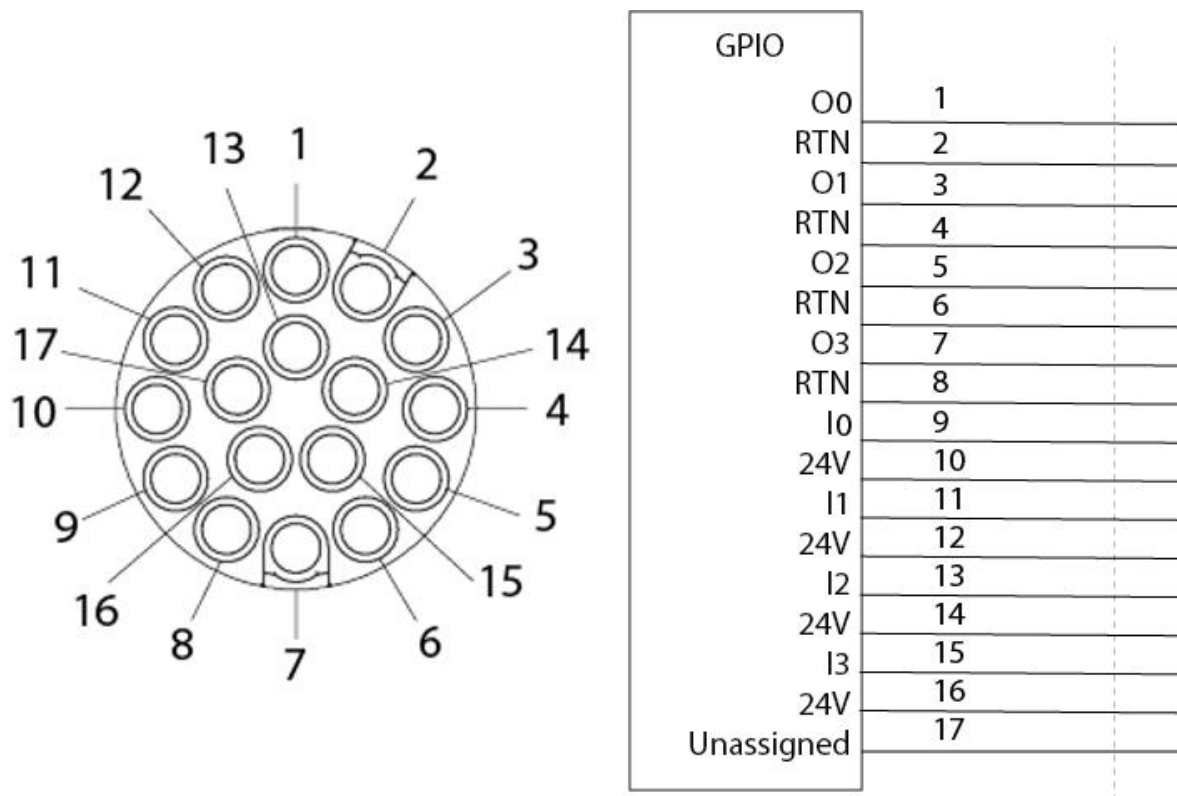 1
2
3
4
5
6
7
8
9
10
11
12
13
14
15
16
17
GPIO
O0 1
RTN 2
O1 3
RTN 4
O2 5
RTN 6
O3 7
RTN 8
I0 9
24V 10
I1 11
24V 12
I2 13
24V 14
I3 15
24V 16
Unassigned 17